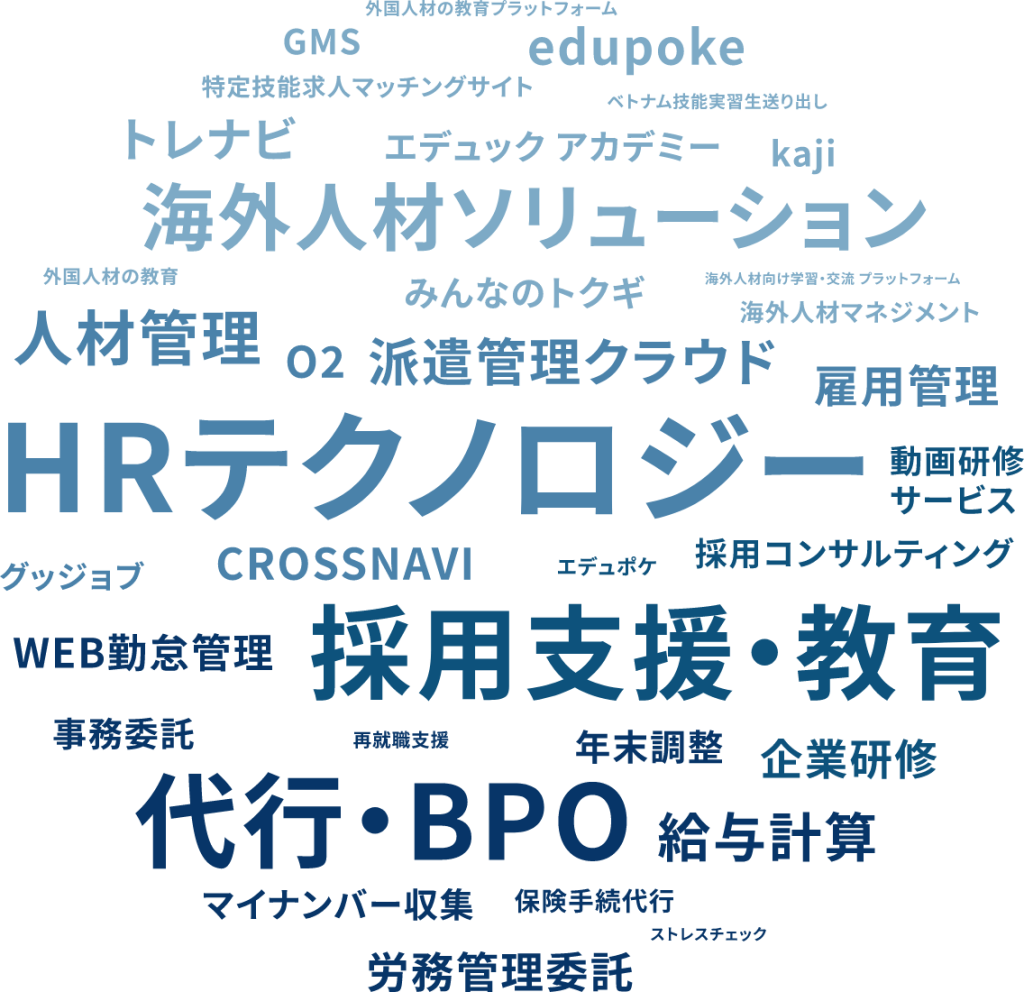 外国人材の教育プラットフォーム
GMS
edupoke
特定技能求人マッチングサイト
ベトナム技能実習生送り出し
トレナビ
エデュック アカデミー
kaji
海外人材ソリューション
外国人材の教育
みんなのトクギ
海外人材向け学習・交流 プラットフォーム
海外人材マネジメント
人材管理
O2
派遣管理クラウド
雇用管理
HRテクノロジー
動画研修
サービス
グッジョブ
CROSSNAVI
エデュポケ
採用コンサルティング
WEB勤怠管理
採用支援・教育
事務委託
再就職支援
年末調整
企業研修
代行・BPO
給与計算
マイナンバー収集
保険手続代行
ストレスチェック
労務管理委託